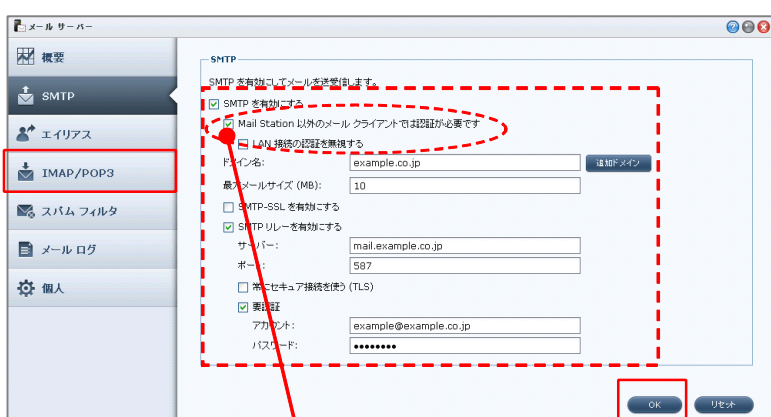 メール サーバー
概要
SMTP
エイリアス
IMAP/POP3
スパム フィルタ
メール ログ
個人
SMTP
SMTP を有効にしてメールを送受信します。
SMTP を有効にする
Mail Station 以外のメール クライアントでは認証が必要です
LAN 接続の認証を無視する
ドメイン名: example.co.jp 追加ドメイン
最大メールサイズ (MB): 10
SMTP-SSL を有効にする
SMTP リレーを有効にする
サーバー: mail.example.co.jp
ポート: 587
常にセキュア接続を使う (TLS)
要認証
アカウント: example@example.co.jp
パスワード: ●●●●●●●●
OK リセット